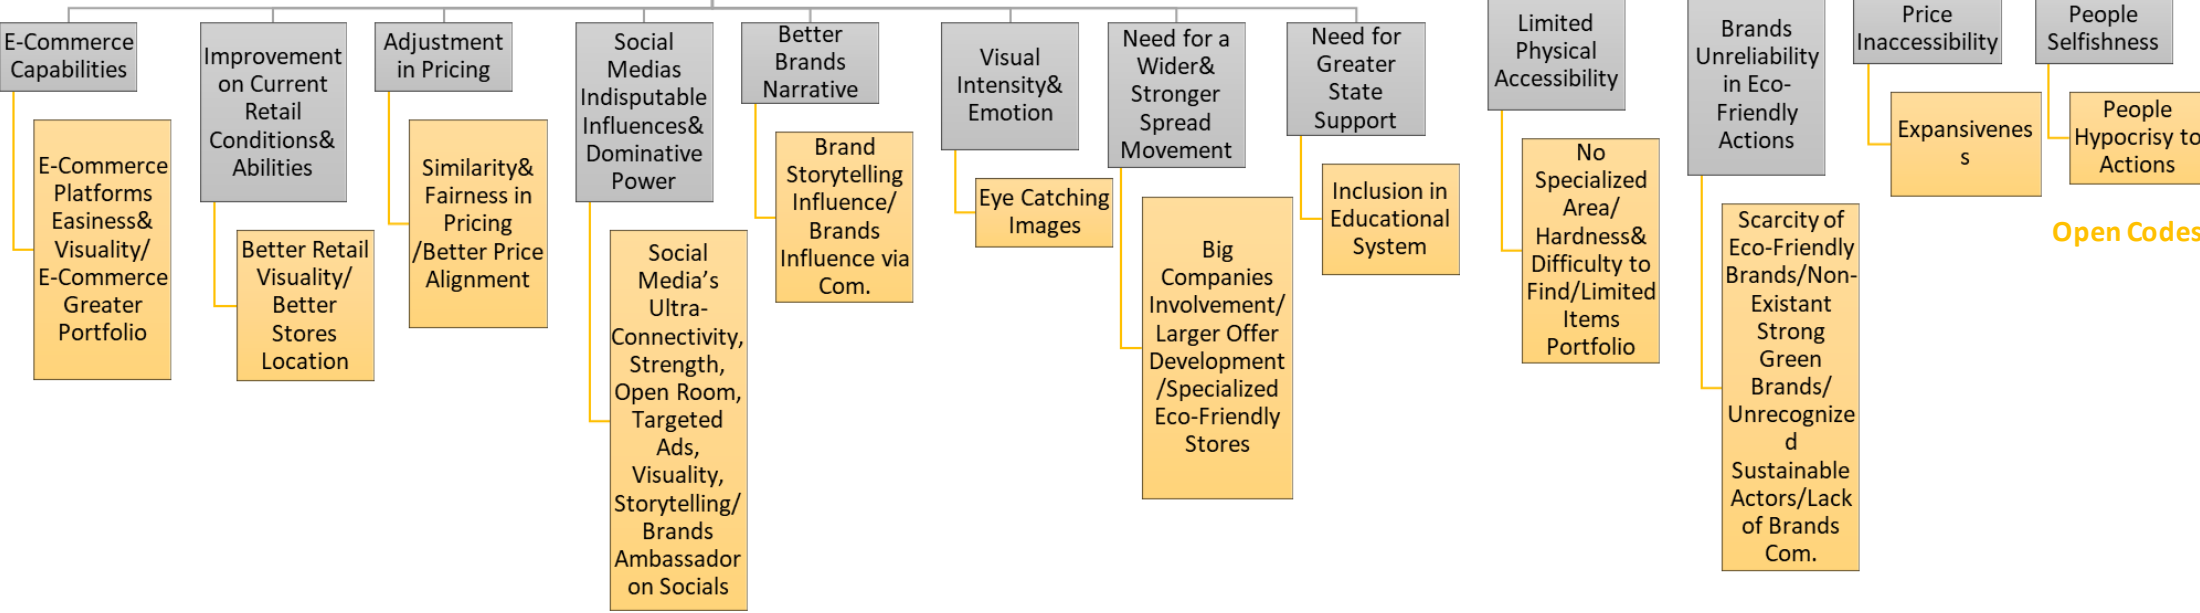 E-Commerce
Capabilities
E-Commerce
Platforms
Easiness&
Visuality/
E-Commerce
Greater
Portfolio
Improvement
on Current
Retail
Conditions&
Abilities
Better Retail
Visuality/
Better
Stores
Location
Adjustment
in Pricing
Similarity&
Fairness in
Pricing
/Better Price
Alignment
Social
Medias
Indisputable
Influences&
Dominative
Power
Social
Media’s
Ultra-
Connectivity,
Strength,
Open Room,
Targeted
Ads,
Visuality,
Storytelling/
Brands
Ambassador
on Socials
Better
Brands
Narrative
Brand
Storytelling
Influence/
Brands
Influence via
Com.
Visual
Intensity&
Emotion
Eye Catching
Images
Need for a
Wider&
Stronger
Spread
Movement
Big
Companies
Involvement/
Larger Offer
Development
/Specialized
Eco-Friendly
Stores
Need for
Greater
State
Support
Inclusion in
Educational
System
Limited
Physical
Accessibility
No
Specialized
Area/
Hardness&
Difficulty to
Find/Limited
Items
Portfolio
Brands
Unreliability
in Eco-
Friendly
Actions
Scarcity of
Eco-Friendly
Brands/Non-
Existant
Strong
Green
Brands/
Unrecognize
d
Sustainable
Actors/Lack
of Brands
Com.
Price
Inaccessibility
Expansivenes
s
People
Selfishness
People
Hypocrisy to
Actions
Open Codes